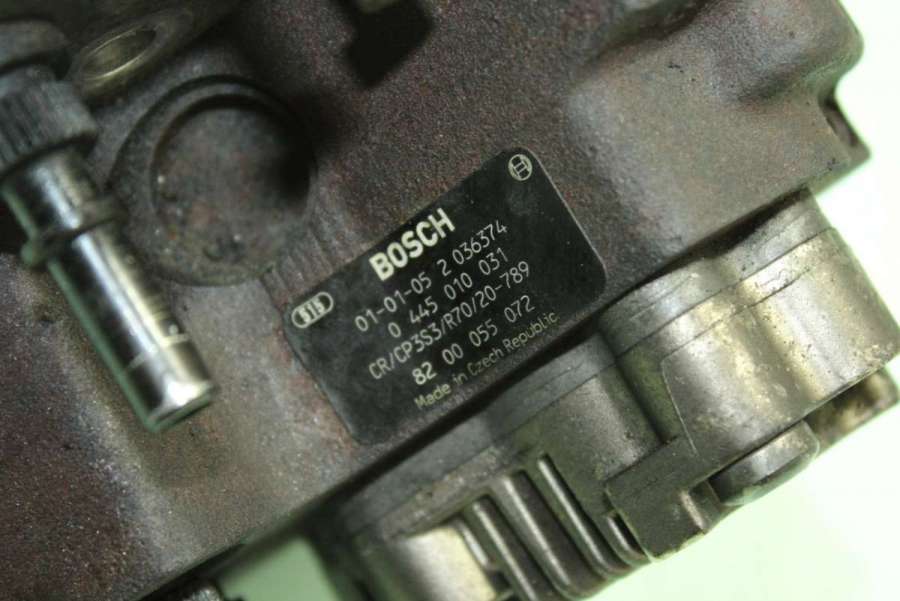 BOSCH
615
01-01-05 2 036374
0 445 010 031
CR/CP3S3/R70/20-789
82 00 055 072
Made in Czech Republic